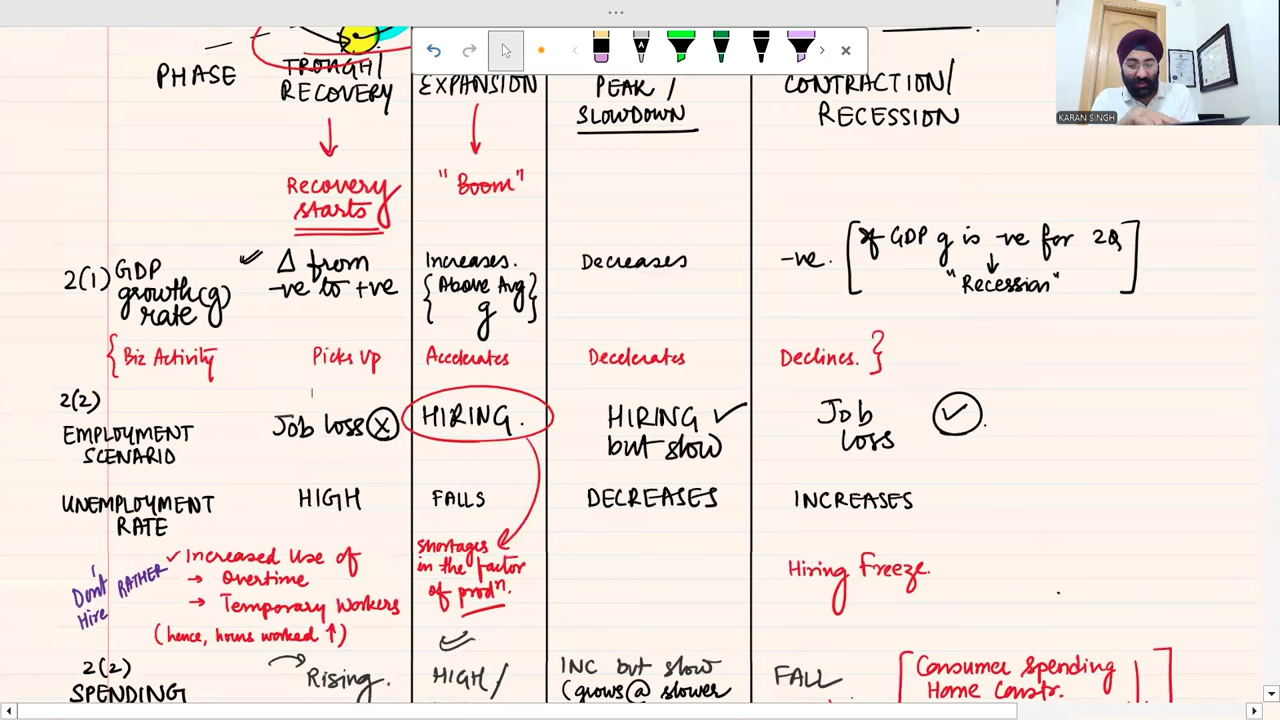 PHASE
TROUGH/
RECOVERY
EXPANSION
PEAK /
SLOWDOWN
CONTRACTION/
RECESSION
KARAN SINGH
Recovery
starts
"Boom"
2(1) GDP
growth(g)
rate
Δ from
-ve to +ve
Increases.
{Above Avg
g}
Decreases
-ve.
[* GDP g is -ve for 2Q
↓
"Recession"]
{Biz Activity
Picks Up
Accelerates
Decelerates
Declines.}
2(2)
EMPLOYMENT
SCENARIO
Job loss
HIRING.
HIRING ✓
but slow
Job
loss
UNEMPLOYMENT
RATE
HIGH
FALLS
DECREASES
INCREASES
Don't
Hire
RATHER
✓ Increased Use of
→ Overtime
→ Temporary Workers
(hence, hours worked ↑)
Shortages
in the factor
of prodn.
Hiring Freeze.
2(2)
SPENDING
Rising.
HIGH/
INC but slow
(grows @ slower
FALL
[Consumer Spending
Home Constr.